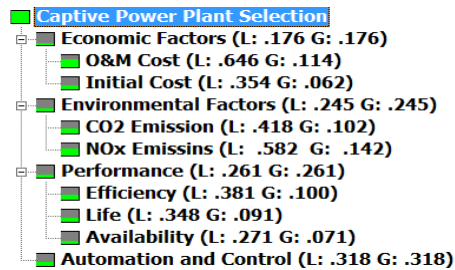 Captive Power Plant Selection
Economic Factors (L: .176 G: .176)
O&M Cost (L: .646 G: .114)
Initial Cost (L: .354 G: .062)
Environmental Factors (L: .245 G: .245)
CO2 Emission (L: .418 G: .102)
NOx Emissins (L: .582 G: .142)
Performance (L: .261 G: .261)
Efficiency (L: .381 G: .100)
Life (L: .348 G: .091)
Availability (L: .271 G: .071)
Automation and Control (L: .318 G: .318)